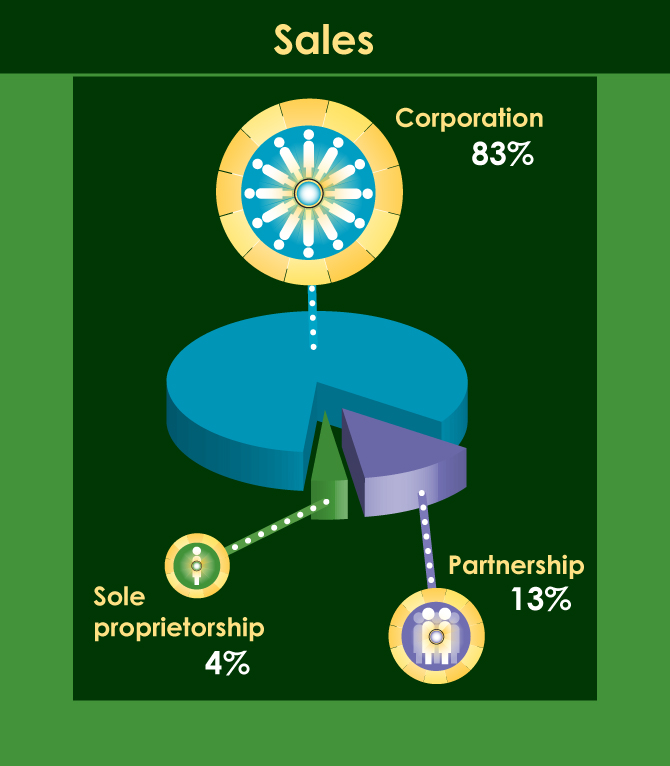 Sales
Corporation
83%
Partnership
13%
Sole
proprietorship
4%